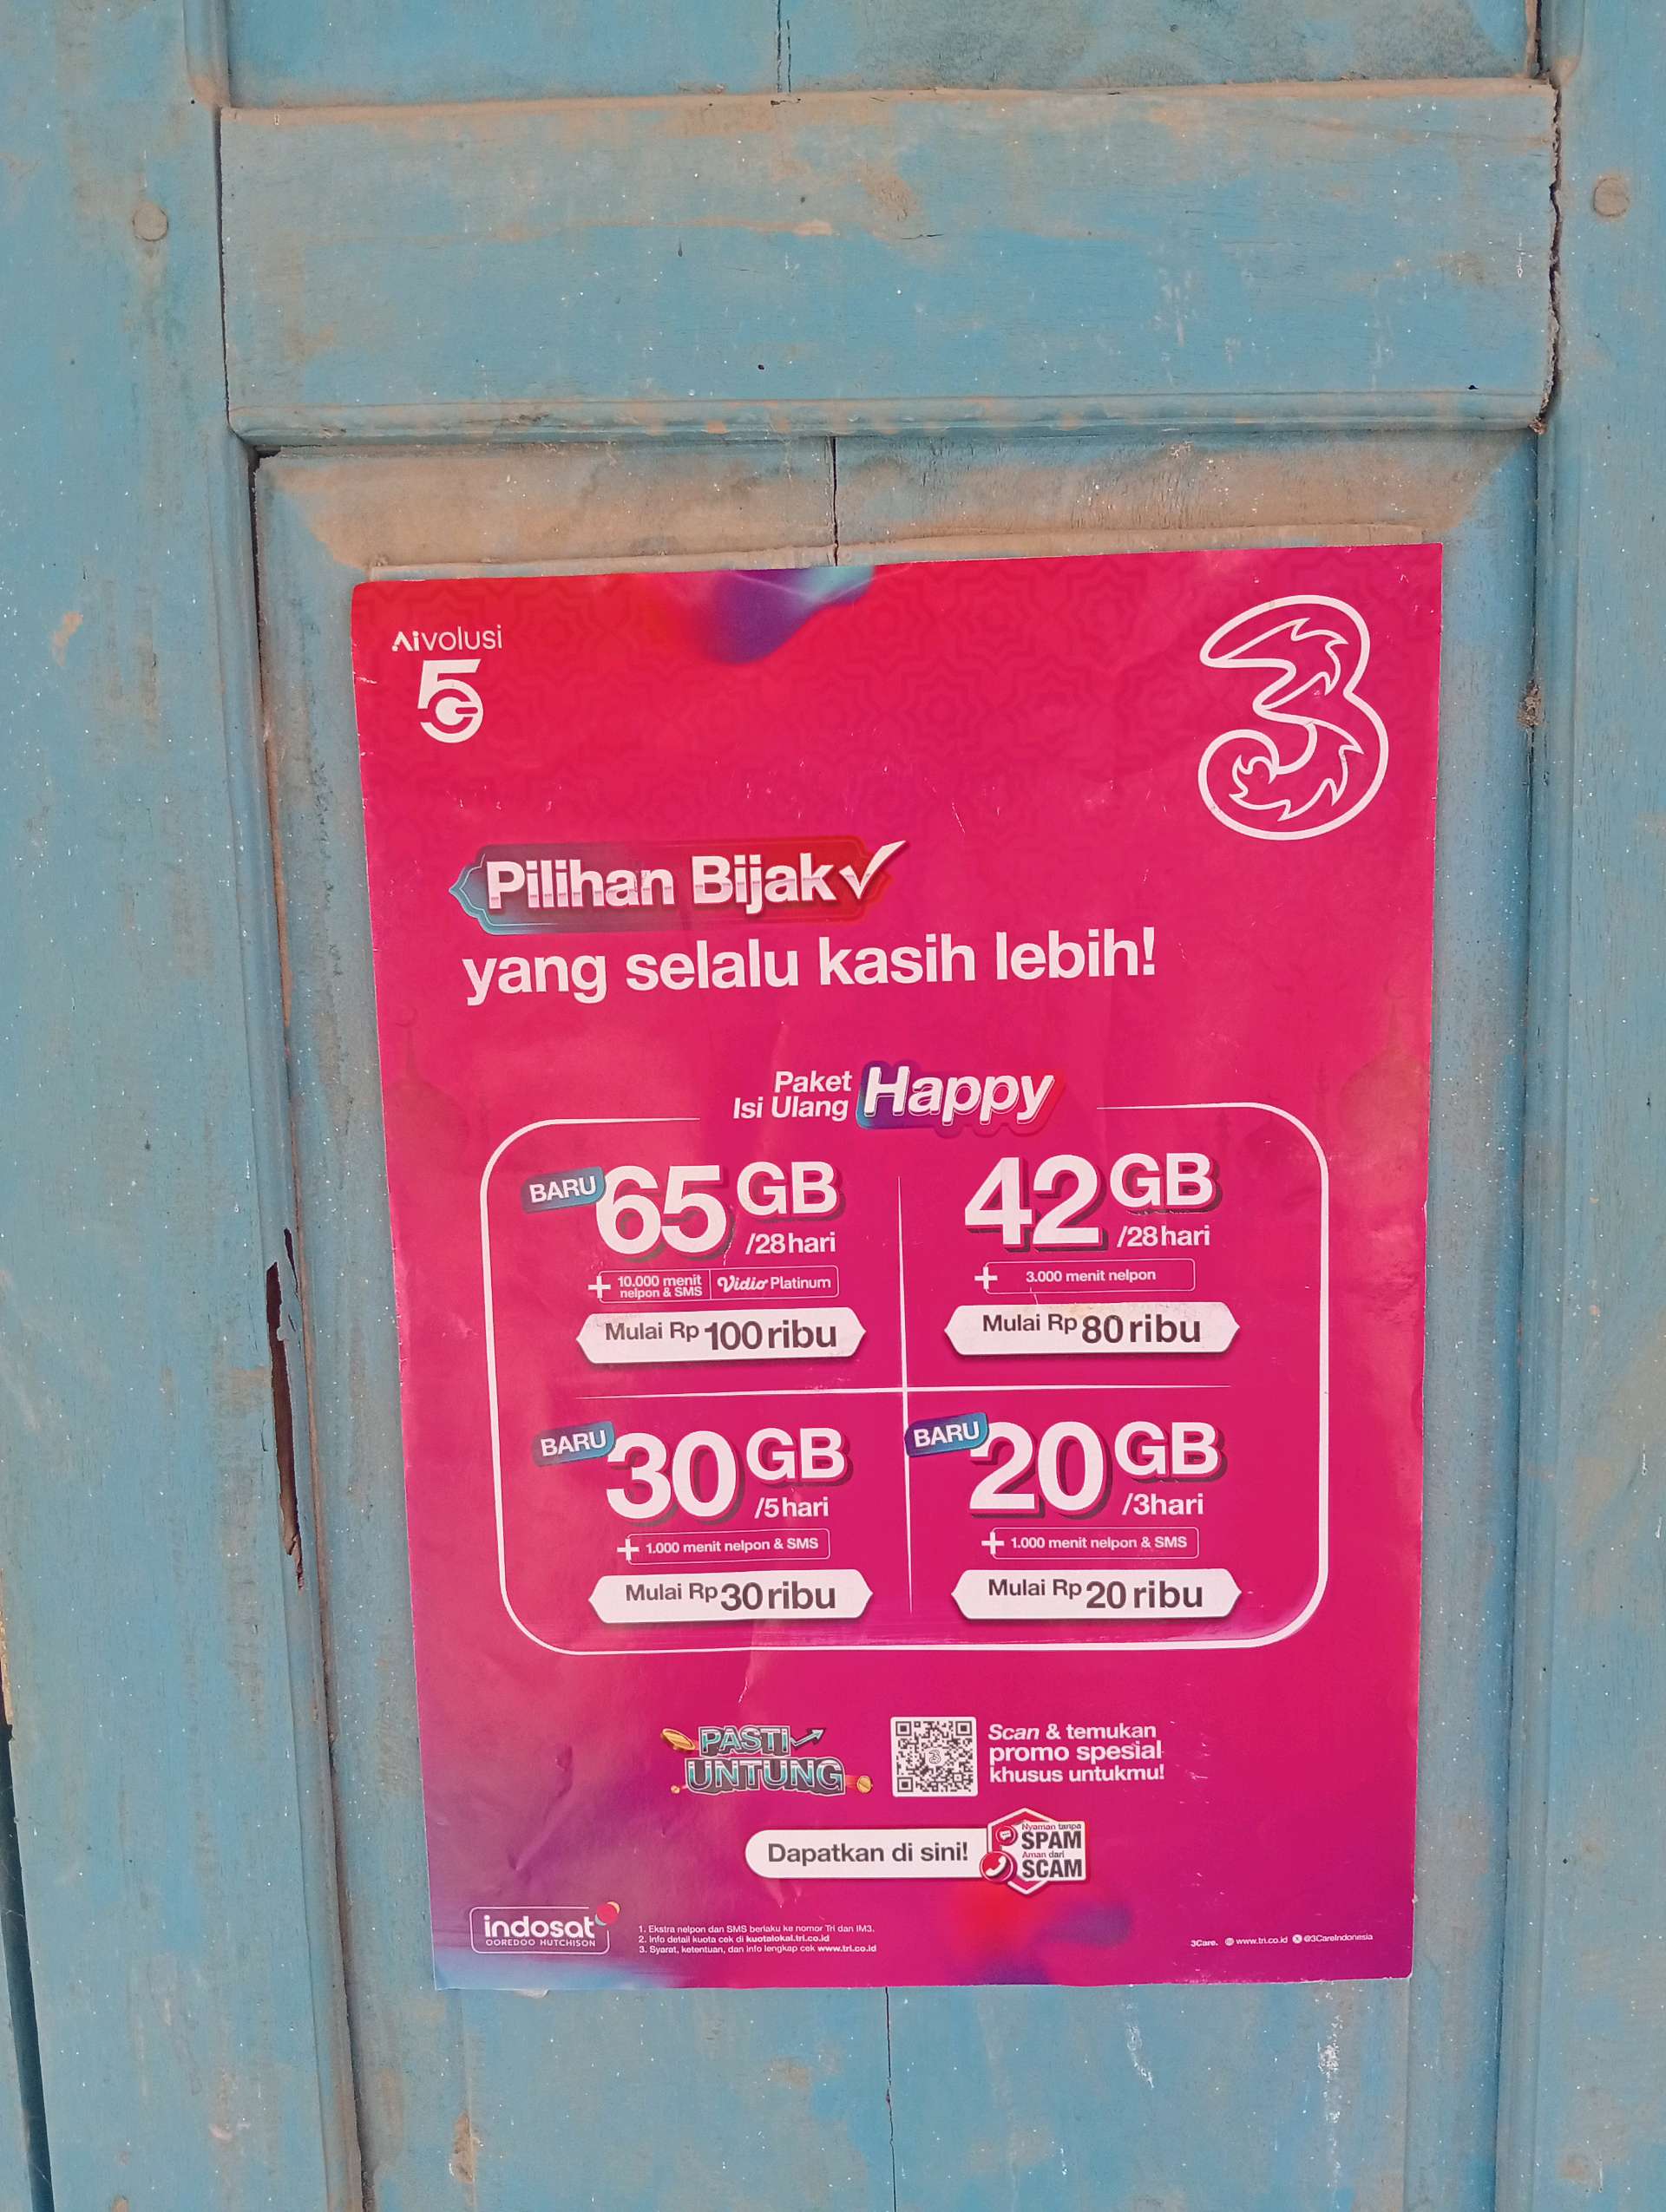 Aivolusi
5G
3
Pilihan Bijak
yang selalu kasih lebih!
Paket
Isi Ulang Happy
BARU 65 GB
/28hari
+ 10.000 menit
nelpon & SMS
Vidio Platinum
Mulai Rp 100 ribu
42 GB
/28hari
+ 3.000 menit nelpon
Mulai Rp 80 ribu
BARU 30 GB
/5hari
+ 1.000 menit nelpon & SMS
Mulai Rp 30 ribu
BARU 20 GB
/3hari
+ 1.000 menit nelpon & SMS
Mulai Rp 20 ribu
PASTI
UNTUNG
Scan & temukan
promo spesial
khusus untukmu!
Dapatkan di sini!
Nyaman tanpa
SPAM
Aman dari
SCAM
indosat
OOREDOO HUTCHISON
1. Ekstra nelpon dan SMS berlaku ke nomor Tri dan IM3.
2. Info detail kuota cek di kuotalokal.tri.co.id
3. Syarat, ketentuan, dan info lengkap cek www.tri.co.id
3Care. www.tri.co.id @3CareIndonesia